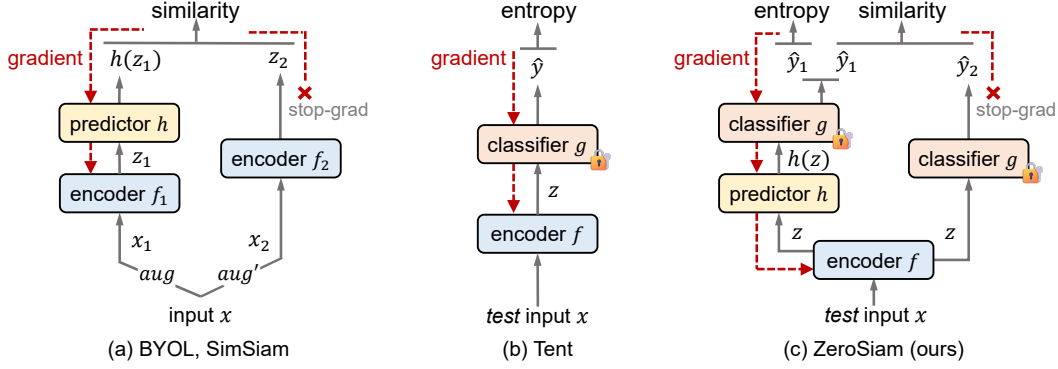 similarity
gradient
h(z₁)
z₂
stop-grad
predictor h
z₁
encoder f₂
encoder f₁
x₁
x₂
aug
aug′
input x
(a) BYOL, SimSiam
entropy
gradient
ŷ
classifier g
z
encoder f
test input x
(b) Tent
entropy
similarity
gradient
ŷ₁
ŷ₁
ŷ₂
stop-grad
classifier g
h(z)
classifier g
predictor h
z
z
encoder f
test input x
(c) ZeroSiam (ours)